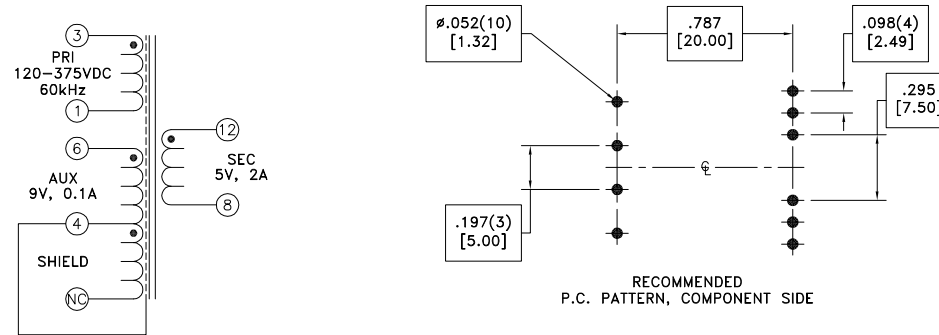 3
PRI
120-375VDC
60kHz
1
6
AUX
9V, 0.1A
4
SHIELD
NC
12
SEC
5V, 2A
8
ø.052(10)
[1.32]
.787
[20.00]
.098(4)
[2.49]
.295
[7.50]
℄
.197(3)
[5.00]
RECOMMENDED
P.C. PATTERN, COMPONENT SIDE